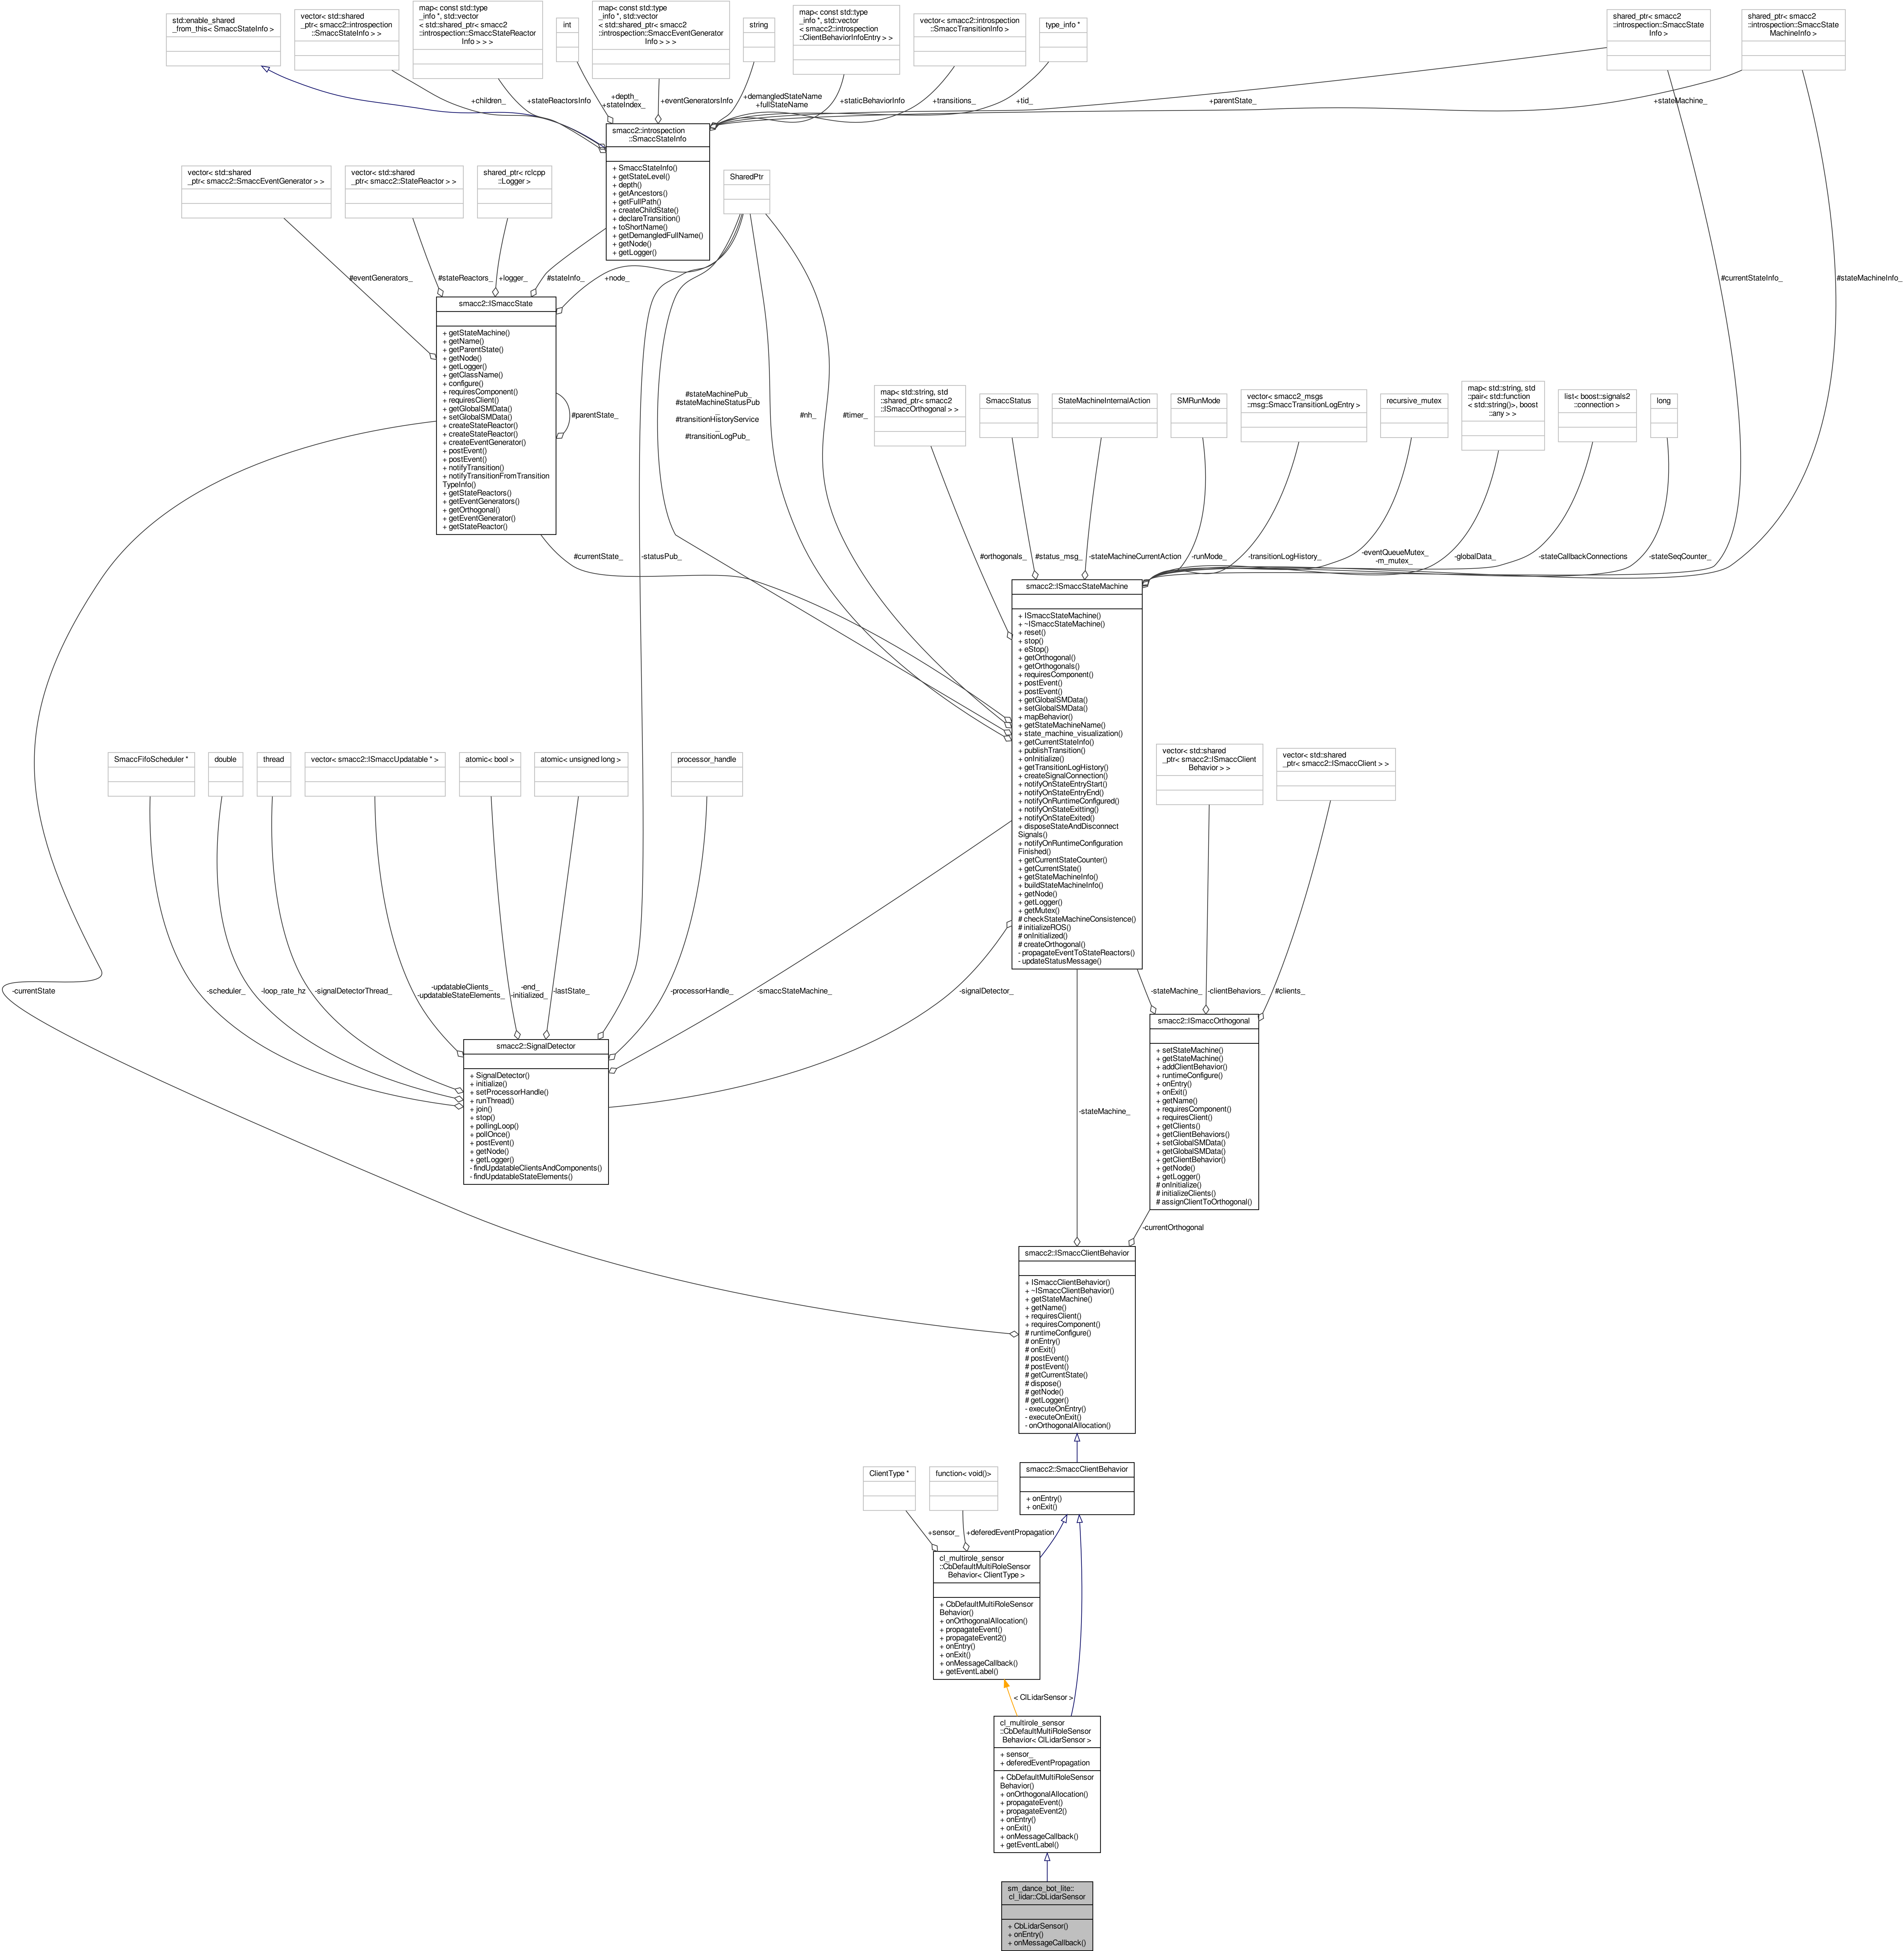 std::enable_shared
_from_this< SmaccStateInfo >
vector< std::shared
_ptr< smacc2::introspection
::SmaccStateInfo > >
map< const std::type
_info *, std::vector
< std::shared_ptr< smacc2
::introspection::SmaccStateReactor
Info > > >
int
map< const std::type
_info *, std::vector
< std::shared_ptr< smacc2
::introspection::SmaccEventGenerator
Info > > >
string
map< const std::type
_info *, std::vector
< smacc2::introspection
::ClientBehaviorInfoEntry > >
vector< smacc2::introspection
::SmaccTransitionInfo >
type_info *
shared_ptr< smacc2
::introspection::SmaccState
Info >
shared_ptr< smacc2
::introspection::SmaccState
MachineInfo >
+children_
+stateReactorsInfo
+depth_
+stateIndex_
+eventGeneratorsInfo
+demangledStateName
+fullStateName
+staticBehaviorInfo
+transitions_
+tid_
+parentState_
+stateMachine_
smacc2::introspection
::SmaccStateInfo
+ SmaccStateInfo()
+ getStateLevel()
+ depth()
+ getAncestors()
+ getFullPath()
+ createChildState()
+ declareTransition()
+ toShortName()
+ getDemangledFullName()
+ getNode()
+ getLogger()
vector< std::shared
_ptr< smacc2::SmaccEventGenerator > >
vector< std::shared
_ptr< smacc2::StateReactor > >
shared_ptr< rclcpp
::Logger >
SharedPtr
#eventGenerators_
#stateReactors_
+logger_
#stateInfo_
+node_
#currentStateInfo_
#stateMachineInfo_
smacc2::ISmaccState
+ getStateMachine()
+ getName()
+ getParentState()
+ getNode()
+ getLogger()
+ getClassName()
+ configure()
+ requiresComponent()
+ requiresClient()
+ getGlobalSMData()
+ setGlobalSMData()
+ createStateReactor()
+ createStateReactor()
+ createEventGenerator()
+ postEvent()
+ postEvent()
+ notifyTransition()
+ notifyTransitionFromTransition
TypeInfo()
+ getStateReactors()
+ getEventGenerators()
+ getOrthogonal()
+ getEventGenerator()
+ getStateReactor()
#parentState_
#stateMachinePub_
#stateMachineStatusPub
_
#transitionHistoryService
_
#transitionLogPub_
#nh_
#timer_
map< std::string, std
::shared_ptr< smacc2
::ISmaccOrthogonal > >
SmaccStatus
StateMachineInternalAction
SMRunMode
vector< smacc2_msgs
::msg::SmaccTransitionLogEntry >
recursive_mutex
map< std::string, std
::pair< std::function
< std::string()>, boost
::any > >
list< boost::signals2
::connection >
long
#currentState_
-statusPub_
#orthogonals_
#status_msg_
-stateMachineCurrentAction
-runMode_
-transitionLogHistory_
-eventQueueMutex_
-m_mutex_
-globalData_
-stateCallbackConnections
-stateSeqCounter_
smacc2::ISmaccStateMachine
+ ISmaccStateMachine()
+ ~ISmaccStateMachine()
+ reset()
+ stop()
+ eStop()
+ getOrthogonal()
+ getOrthogonals()
+ requiresComponent()
+ postEvent()
+ postEvent()
+ getGlobalSMData()
+ setGlobalSMData()
+ mapBehavior()
+ getStateMachineName()
+ state_machine_visualization()
+ getCurrentStateInfo()
+ publishTransition()
+ onInitialize()
+ getTransitionLogHistory()
+ createSignalConnection()
+ notifyOnStateEntryStart()
+ notifyOnStateEntryEnd()
+ notifyOnRuntimeConfigured()
+ notifyOnStateExitting()
+ notifyOnStateExited()
+ disposeStateAndDisconnect
Signals()
+ notifyOnRuntimeConfiguration
Finished()
+ getCurrentStateCounter()
+ getCurrentState()
+ getStateMachineInfo()
+ buildStateMachineInfo()
+ getNode()
+ getLogger()
+ getMutex()
# checkStateMachineConsistence()
# initializeROS()
# onInitialized()
# createOrthogonal()
- propagateEventToStateReactors()
- updateStatusMessage()
SmaccFifoScheduler *
double
thread
vector< smacc2::ISmaccUpdatable * >
atomic< bool >
atomic< unsigned long >
processor_handle
vector< std::shared
_ptr< smacc2::ISmaccClient
Behavior > >
vector< std::shared
_ptr< smacc2::ISmaccClient > >
-currentState
-scheduler_
-loop_rate_hz
-signalDetectorThread_
-updatableClients_
-updatableStateElements_
-end_
-initialized_
-lastState_
-processorHandle_
-smaccStateMachine_
-signalDetector_
-stateMachine_
-clientBehaviors_
#clients_
smacc2::SignalDetector
+ SignalDetector()
+ initialize()
+ setProcessorHandle()
+ runThread()
+ join()
+ stop()
+ pollingLoop()
+ pollOnce()
+ postEvent()
+ getNode()
+ getLogger()
- findUpdatableClientsAndComponents()
- findUpdatableStateElements()
smacc2::ISmaccOrthogonal
+ setStateMachine()
+ getStateMachine()
+ addClientBehavior()
+ runtimeConfigure()
+ onEntry()
+ onExit()
+ getName()
+ requiresComponent()
+ requiresClient()
+ getClients()
+ getClientBehaviors()
+ setGlobalSMData()
+ getGlobalSMData()
+ getClientBehavior()
+ getNode()
+ getLogger()
# onInitialize()
# initializeClients()
# assignClientToOrthogonal()
-stateMachine_
-currentOrthogonal
smacc2::ISmaccClientBehavior
+ ISmaccClientBehavior()
+ ~ISmaccClientBehavior()
+ getStateMachine()
+ getName()
+ requiresClient()
+ requiresComponent()
# runtimeConfigure()
# onEntry()
# onExit()
# postEvent()
# postEvent()
# getCurrentState()
# dispose()
# getNode()
# getLogger()
- executeOnEntry()
- executeOnExit()
- onOrthogonalAllocation()
ClientType *
function< void()>
smacc2::SmaccClientBehavior
+ onEntry()
+ onExit()
+sensor_
+deferedEventPropagation
cl_multirole_sensor
::CbDefaultMultiRoleSensor
Behavior< ClientType >
+ CbDefaultMultiRoleSensor
Behavior()
+ onOrthogonalAllocation()
+ propagateEvent()
+ propagateEvent2()
+ onEntry()
+ onExit()
+ onMessageCallback()
+ getEventLabel()
< ClLidarSensor >
cl_multirole_sensor
::CbDefaultMultiRoleSensor
Behavior< ClLidarSensor >
+ sensor_
+ deferedEventPropagation
+ CbDefaultMultiRoleSensor
Behavior()
+ onOrthogonalAllocation()
+ propagateEvent()
+ propagateEvent2()
+ onEntry()
+ onExit()
+ onMessageCallback()
+ getEventLabel()
sm_dance_bot_lite::
cl_lidar::CbLidarSensor
+ CbLidarSensor()
+ onEntry()
+ onMessageCallback()